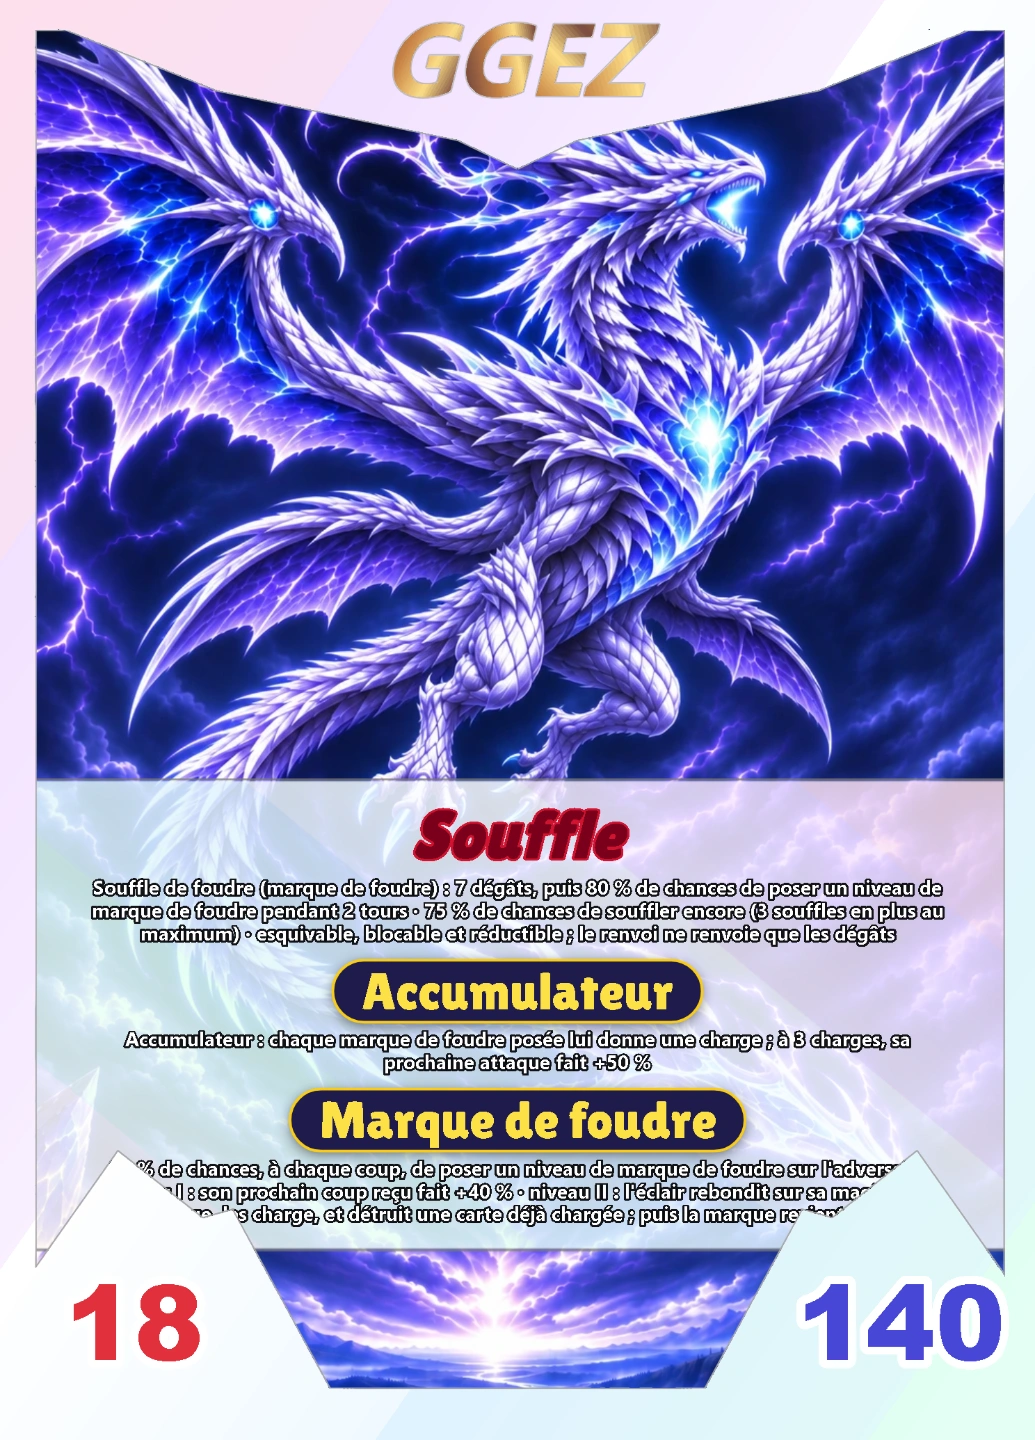 GGEZ
Souffle
Souffle de foudre (marque de foudre) : 7 dégâts, puis 80 % de chances de poser un niveau de
marque de foudre pendant 2 tours · 75 % de chances de souffler encore (3 souffles en plus au
maximum) · esquivable, blocable et réductible ; le renvoi ne renvoie que les dégâts
Accumulateur
Accumulateur : chaque marque de foudre posée lui donne une charge ; à 3 charges, sa
prochaine attaque fait +50 %
Marque de foudre
% de chances, à chaque coup, de poser un niveau de marque de foudre sur
I : son prochain coup reçu fait +40 % · niveau II : l'éclair rebondit sur sa
charge, et détruit une carte déjà chargée ; puis la marque
18
140